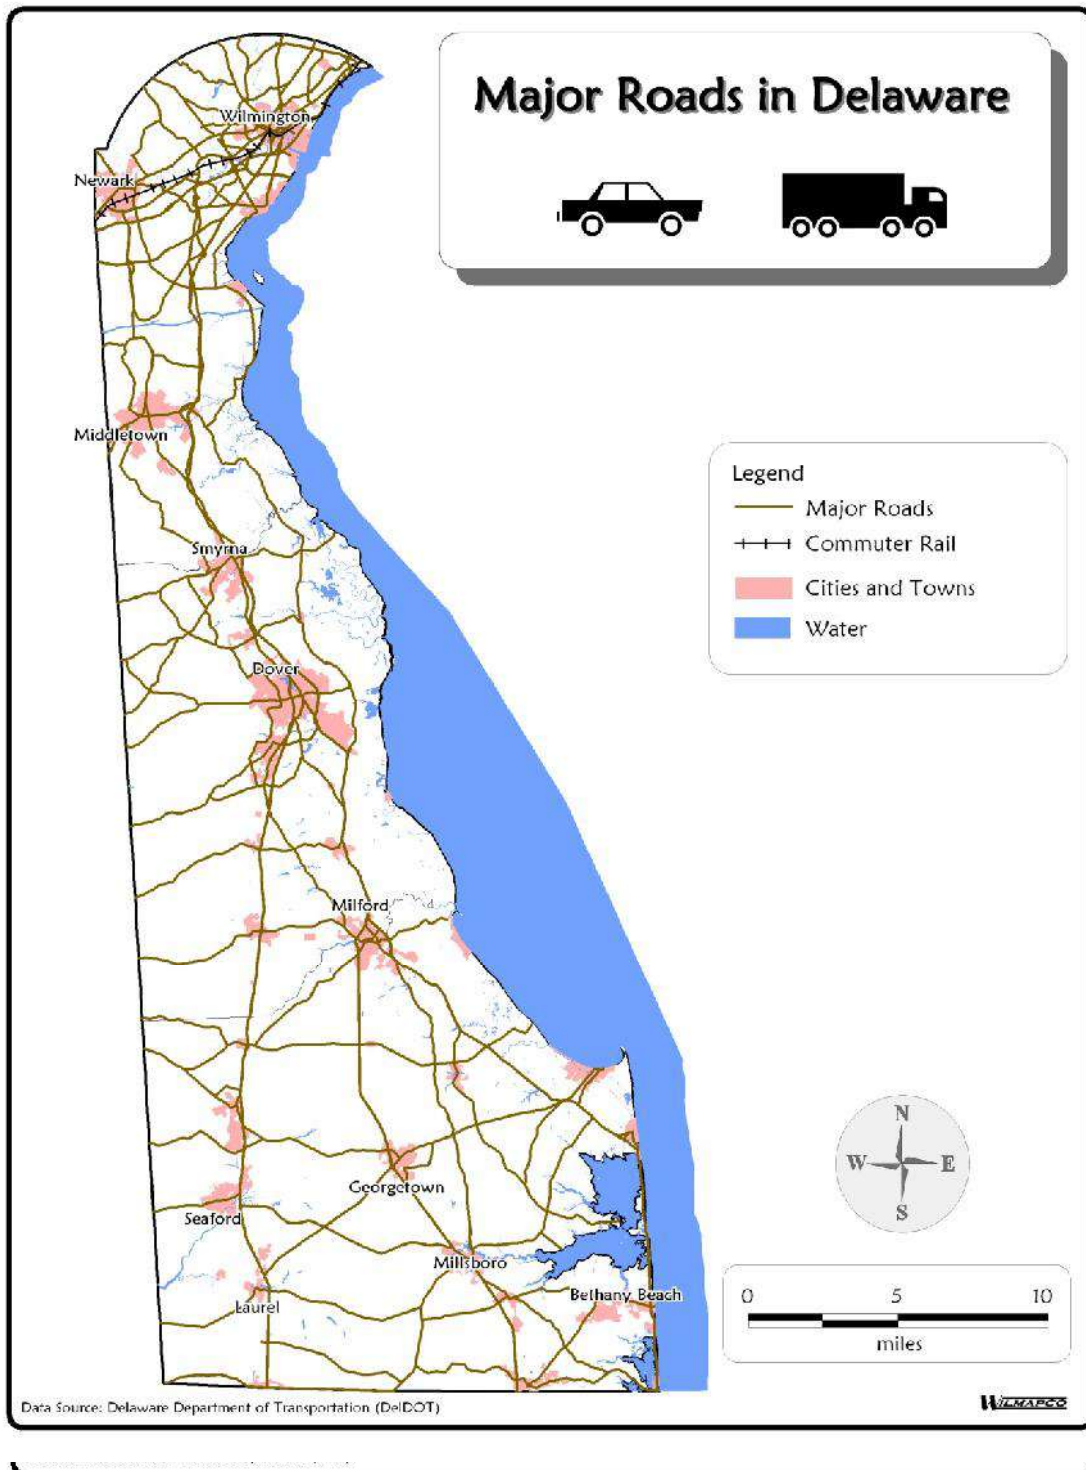 Major Roads in Delaware
Wilmington
Newark
Middletown
Smyrna
Dover
Milford
Georgetown
Seaford
Millsboro
Bethany Beach
Laurel
Legend
Major Roads
Commuter Rail
Cities and Towns
Water
N
W E
S
0 5 10
miles
Data Source: Delaware Department of Transportation (DelDOT)
WILMAPCO